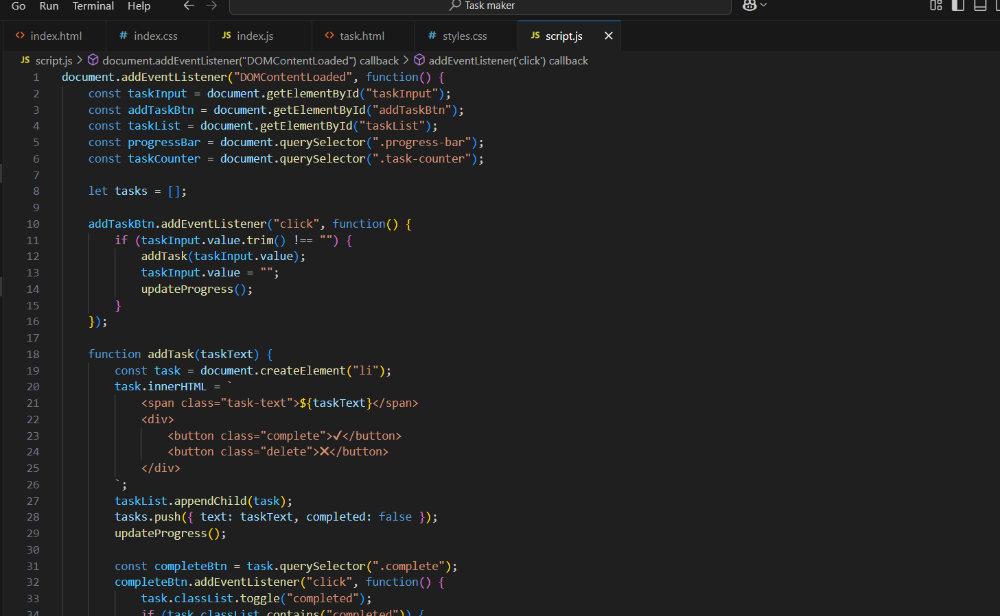 Go Run Terminal Help Task maker
index.html index.css JS index.js task.html styles.css JS script.js
JS script.js > document.addEventListener("DOMContentLoaded") callback > addEventListener('click') callback
1 document.addEventListener("DOMContentLoaded", function() {
2 const taskInput = document.getElementById("taskInput");
3 const addTaskBtn = document.getElementById("addTaskBtn");
4 const taskList = document.getElementById("taskList");
5 const progressBar = document.querySelector(".progress-bar");
6 const taskCounter = document.querySelector(".task-counter");
7
8 let tasks = [];
9
10 addTaskBtn.addEventListener("click", function() {
11 if (taskInput.value.trim() !== "") {
12 addTask(taskInput.value);
13 taskInput.value = "";
14 updateProgress();
15 }
16 });
17
18 function addTask(taskText) {
19 const task = document.createElement("li");
20 task.innerHTML = `
21 <span class="task-text">${taskText}</span>
22 <div>
23 <button class="complete">✔</button>
24 <button class="delete">❌</button>
25 </div>
26 `;
27 taskList.appendChild(task);
28 tasks.push({ text: taskText, completed: false });
29 updateProgress();
30
31 const completeBtn = task.querySelector(".complete");
32 completeBtn.addEventListener("click", function() {
33 task.classList.toggle("completed");
34 if (task.classList.contains("completed")) {